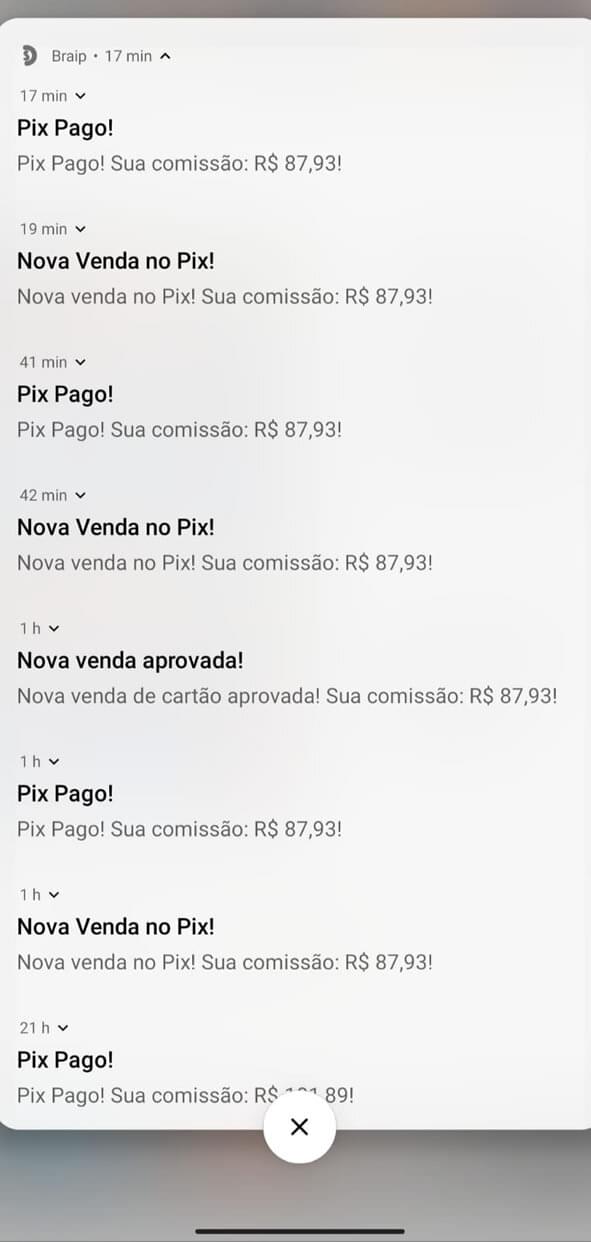 Braip • 17 min
17 min
Pix Pago!
Pix Pago! Sua comissão: R$ 87,93!
19 min
Nova Venda no Pix!
Nova venda no Pix! Sua comissão: R$ 87,93!
41 min
Pix Pago!
Pix Pago! Sua comissão: R$ 87,93!
42 min
Nova Venda no Pix!
Nova venda no Pix! Sua comissão: R$ 87,93!
1 h
Nova venda aprovada!
Nova venda de cartão aprovada! Sua comissão: R$ 87,93!
1 h
Pix Pago!
Pix Pago! Sua comissão: R$ 87,93!
1 h
Nova Venda no Pix!
Nova venda no Pix! Sua comissão: R$ 87,93!
21 h
Pix Pago!
Pix Pago! Sua comissão: R$ 89!